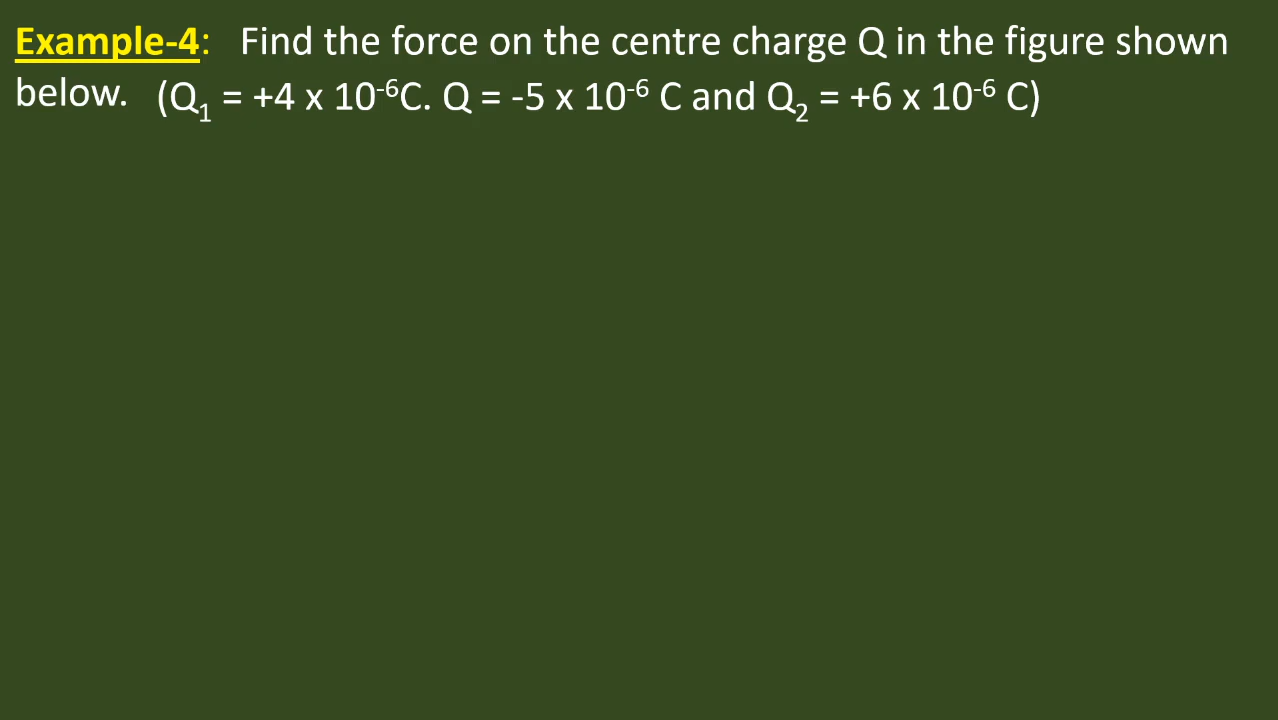 Example-4: Find the force on the centre charge Q in the figure shown
below. (Q₁ = +4 x 10⁻⁶C. Q = -5 x 10⁻⁶ C and Q₂ = +6 x 10⁻⁶ C)